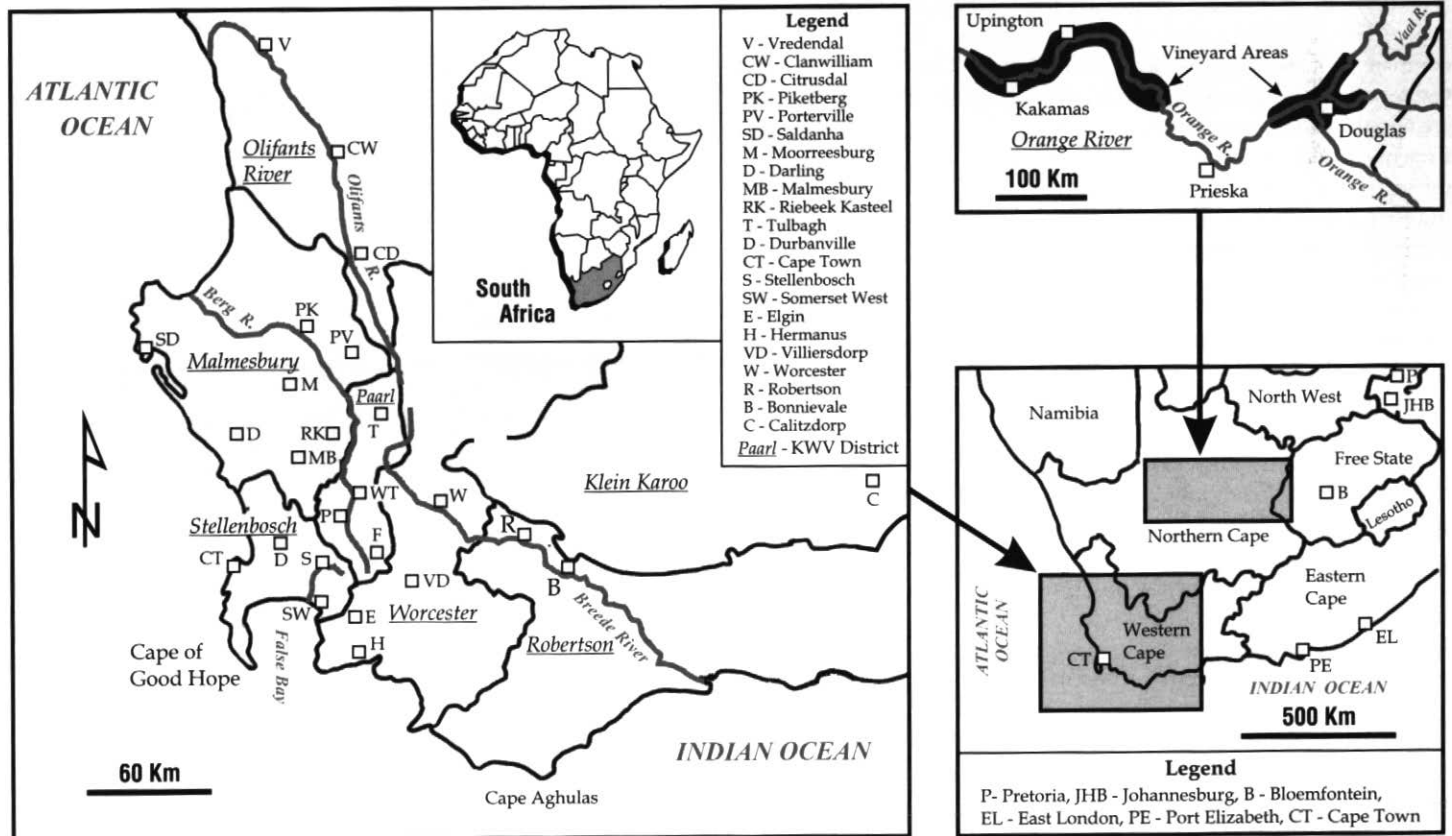 ATLANTIC
OCEAN
V
Olifants
River
CW
Olifants
R.
CD
Berg R.
PK
PV
SD
Malmesbury
M
Paarl
T
D
RK
MB
WT
P
Stellenbosch
CT
D
S
F
SW
VD
E
Worcester
H
W
R
B
Klein Karoo
C
Robertson
Breede River
False Bay
Cape of
Good Hope
INDIAN OCEAN
60 Km
Cape Aghulas
N
South
Africa
Legend
V - Vredendal
CW - Clanwilliam
CD - Citrusdal
PK - Piketberg
PV - Porterville
SD - Saldanha
M - Moorreesburg
D - Darling
MB - Malmesbury
RK - Riebeek Kasteel
T - Tulbagh
D - Durbanville
CT - Cape Town
S - Stellenbosch
SW - Somerset West
E - Elgin
H - Hermanus
VD - Villiersdorp
W - Worcester
R - Robertson
B - Bonnievale
C - Calitzdorp
Paarl - KWV District
Upington
Vineyard Areas
Vaal R.
Kakamas
Orange River
Orange R.
Douglas
100 Km
Prieska
Orange R.
Namibia
North West
P
JHB
Free State
B
Lesotho
Northern Cape
Eastern
Cape
ATLANTIC
OCEAN
Western
Cape
CT
EL
PE
INDIAN OCEAN
500 Km
Legend
P- Pretoria, JHB - Johannesburg, B - Bloemfontein,
EL - East London, PE - Port Elizabeth, CT - Cape Town